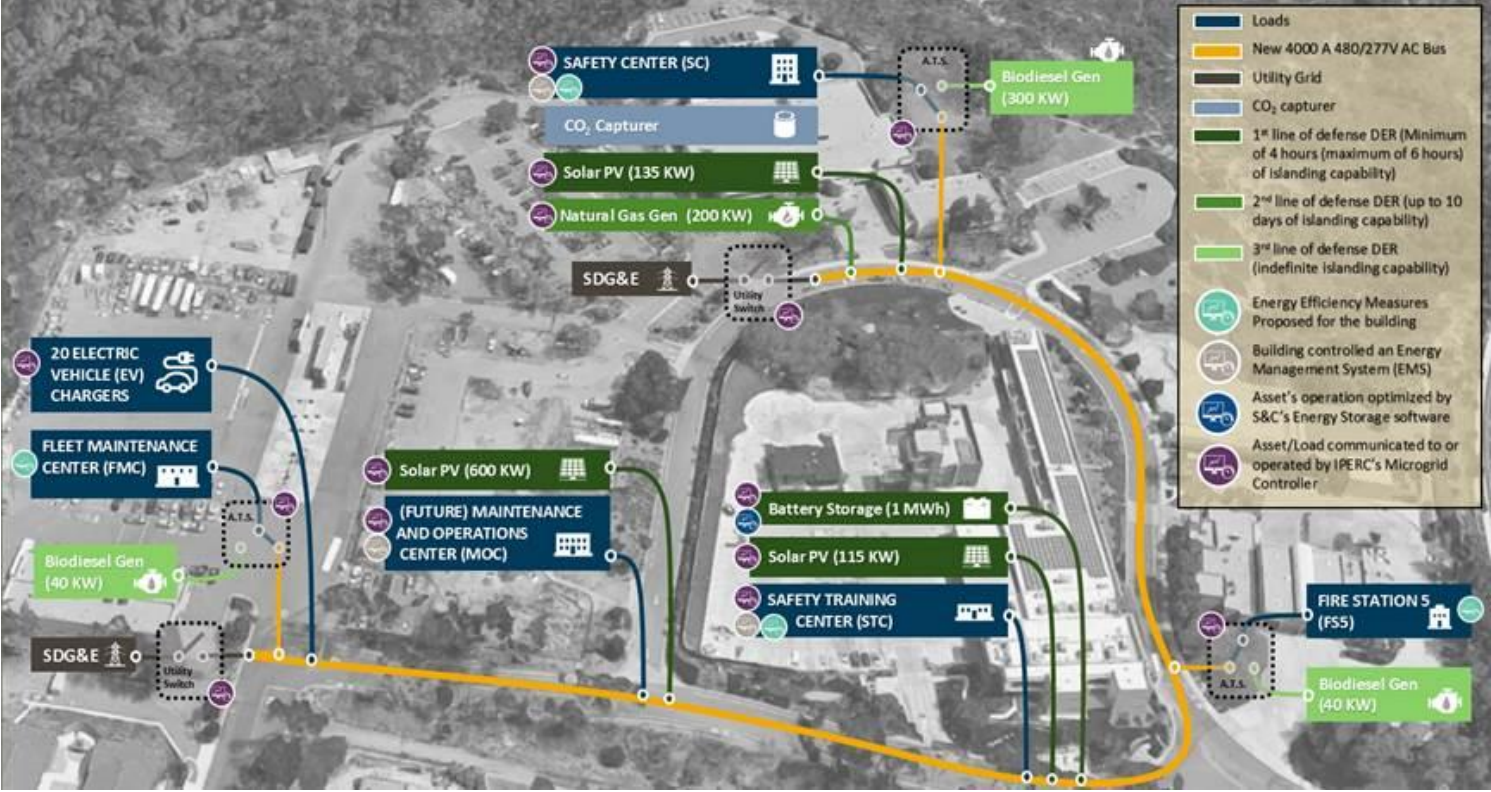 SAFETY CENTER (SC)
CO₂ Capturer
Solar PV (135 KW)
Natural Gas Gen (200 KW)
A.T.S.
Biodiesel Gen
(300 KW)
SDG&E
Utility
Switch
20 ELECTRIC
VEHICLE (EV)
CHARGERS
FLEET MAINTENANCE
CENTER (FMC)
A.T.S.
Biodiesel Gen
(40 KW)
SDG&E
Utility
Switch
Solar PV (600 KW)
(FUTURE) MAINTENANCE
AND OPERATIONS
CENTER (MOC)
Battery Storage (1 MWh)
Solar PV (115 KW)
SAFETY TRAINING
CENTER (STC)
FIRE STATION 5
(FS5)
A.T.S.
Biodiesel Gen
(40 KW)
Loads
New 4000 A 480/277V AC Bus
Utility Grid
CO₂ capturer
1st line of defense DER (Minimum
of 4 hours (maximum of 6 hours)
of islanding capability)
2nd line of defense DER (up to 10
days of islanding capability)
3rd line of defense DER
(indefinite islanding capability)
Energy Efficiency Measures
Proposed for the building
Building controlled an Energy
Management System (EMS)
Asset's operation optimized by
S&C's Energy Storage software
Asset/Load communicated to or
operated by IPERC's Microgrid
Controller